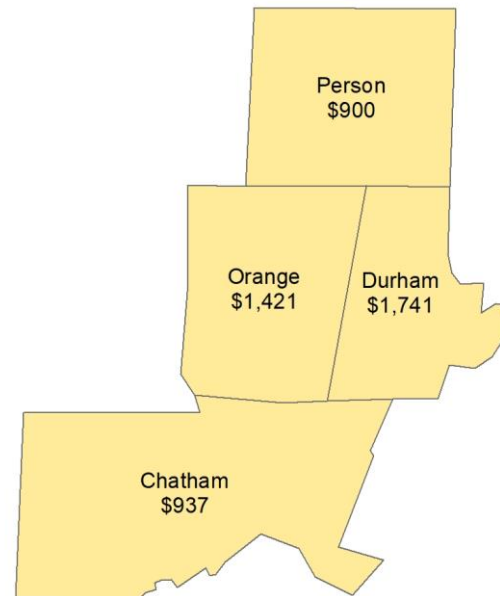 Person
$900
Orange
$1,421
Durham
$1,741
Chatham
$937